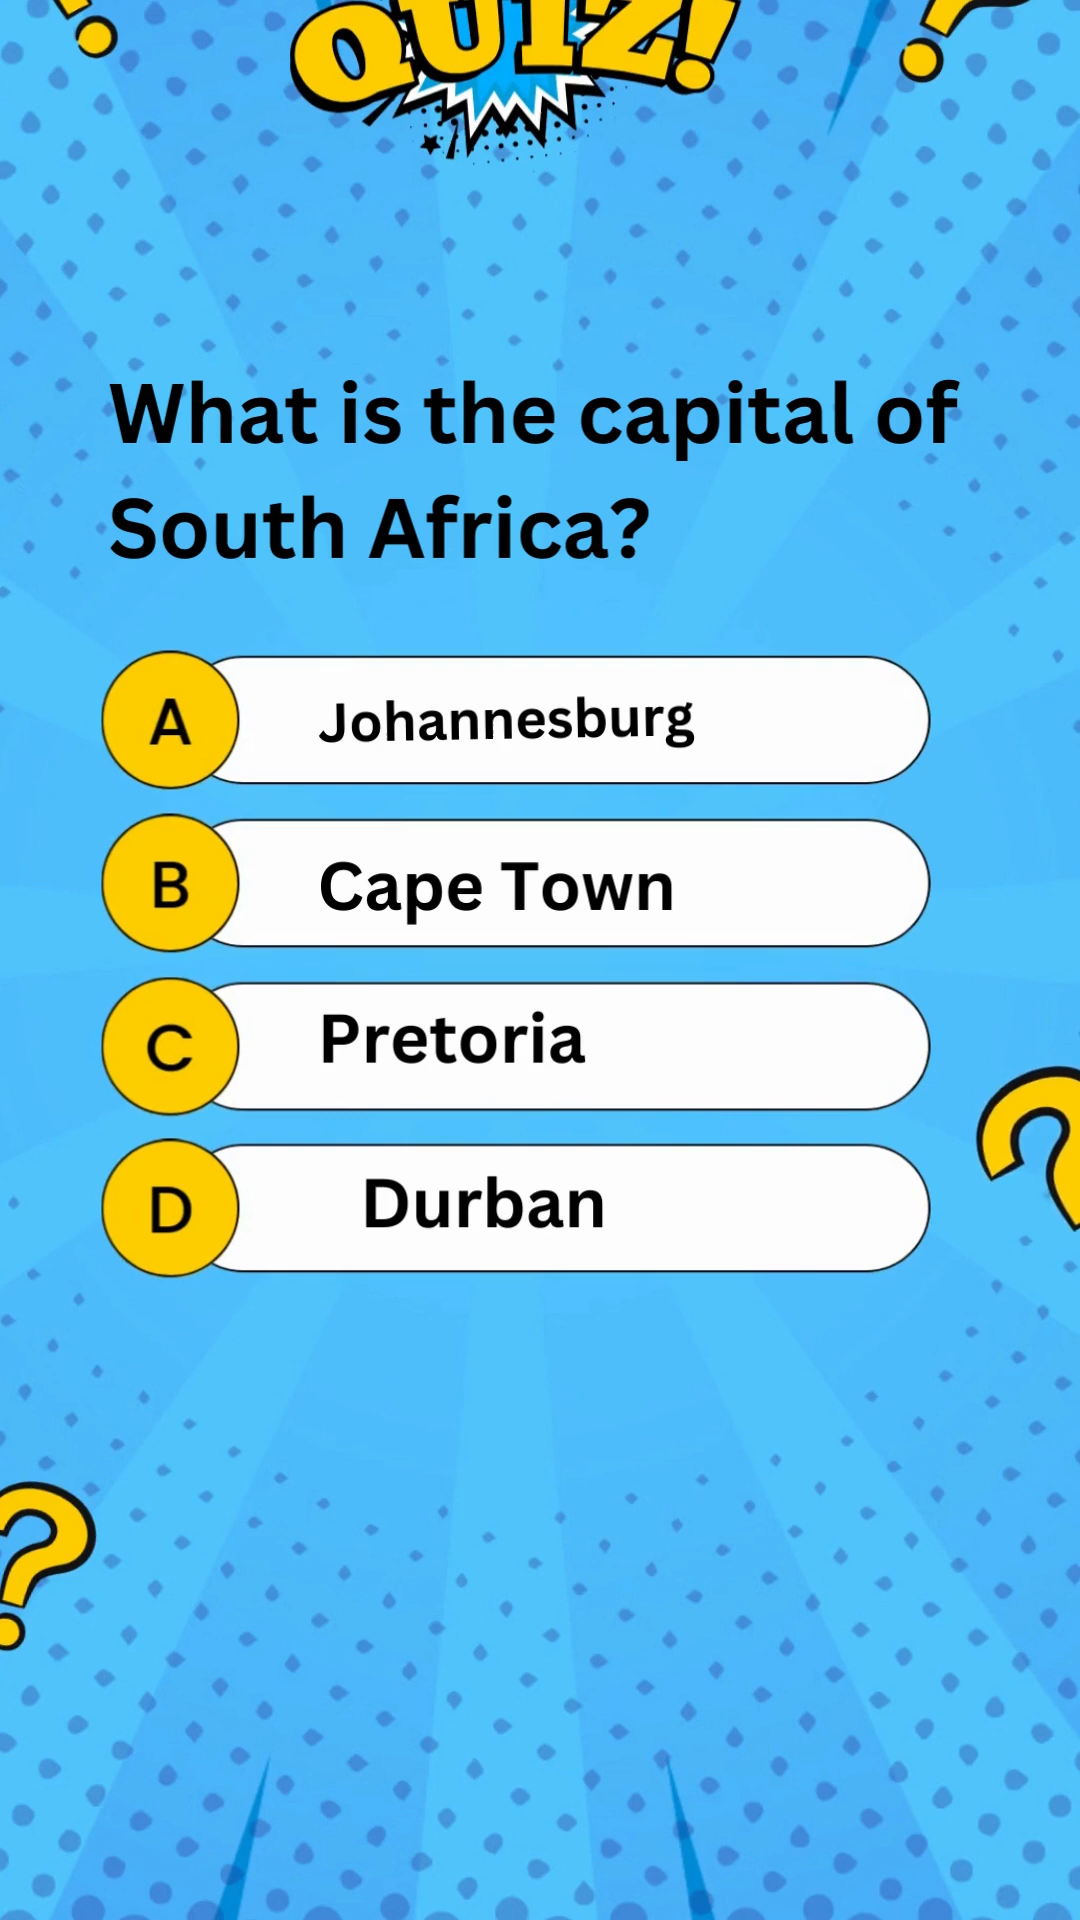 QUIZ!
What is the capital of
South Africa?
A Johannesburg
B Cape Town
C Pretoria
D Durban